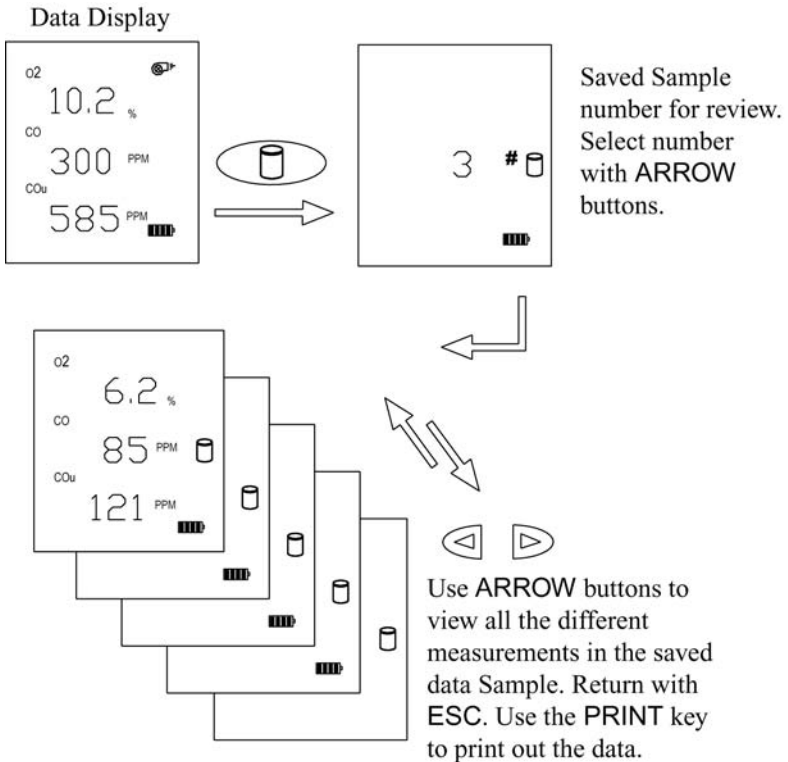 Data Display
o2
10.2 %
CO
300 PPM
COu
585 PPM
3 #
Saved Sample
number for review.
Select number
with ARROW
buttons.
o2
6.2 %
CO
85 PPM
COu
121 PPM
Use ARROW buttons to
view all the different
measurements in the saved
data Sample. Return with
ESC. Use the PRINT key
to print out the data.